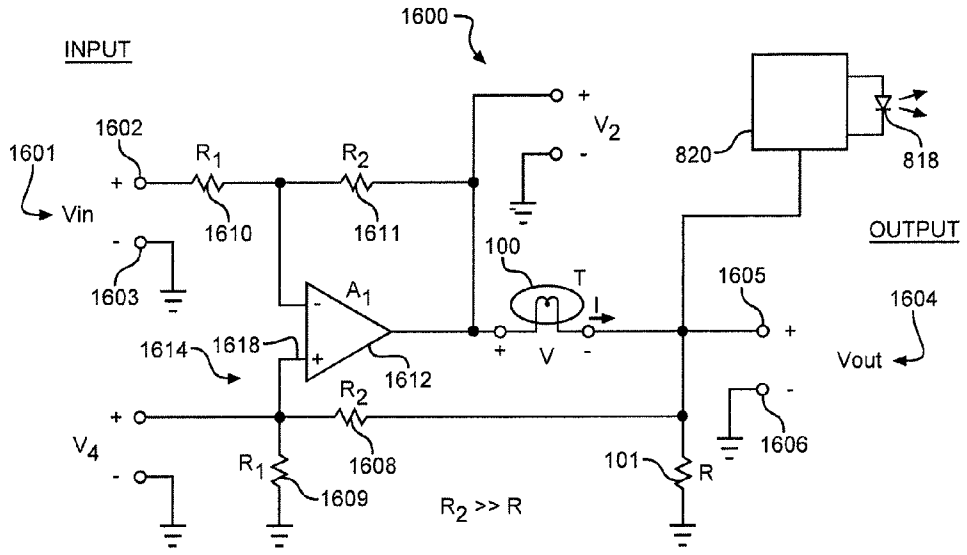 1600
INPUT
+
V2
-
820
818
1602
1601
R1
R2
+
Vin
1610
1611
OUTPUT
-
100
T
1603
A1
-
I
1605
1604
+
+
V
-
Vout
1614
1618
+
1612
+
R2
-
V4
1608
1606
-
R1
1609
R2 >> R
101
R